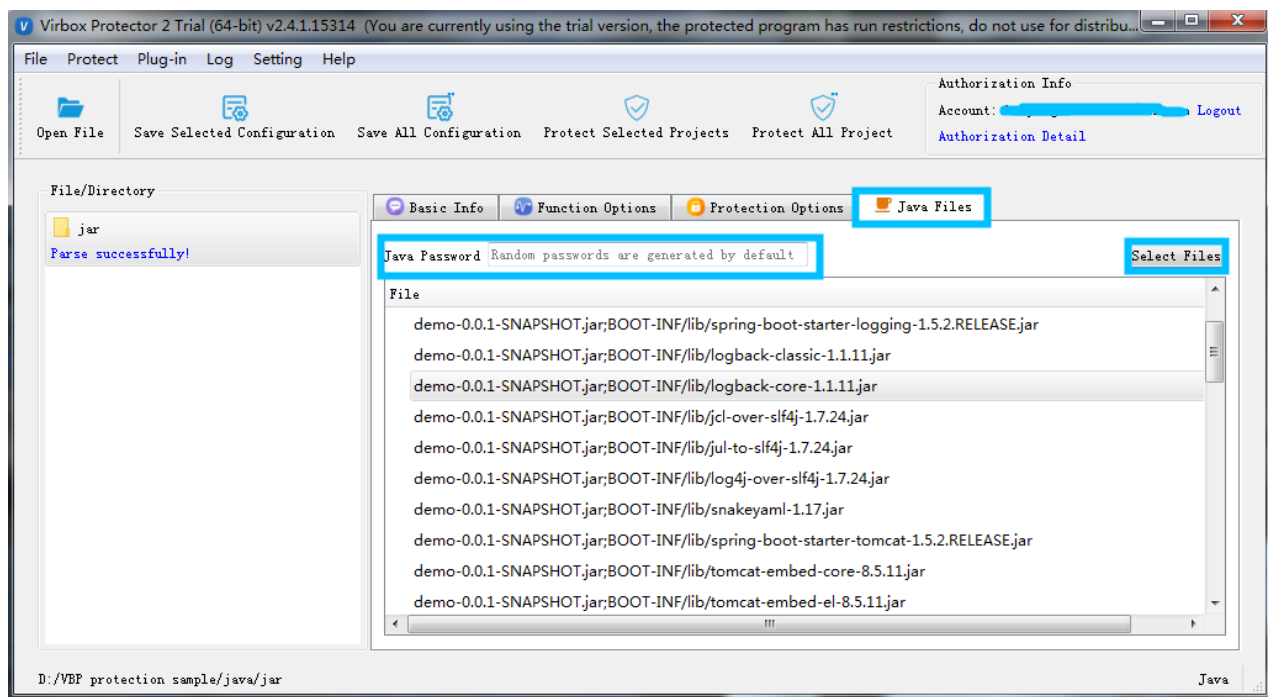 Virbox Protector 2 Trial (64-bit) v2.4.1.15314 (You are currently using the trial version, the protected program has run restrictions, do not use for distribu...
File Protect Plug-in Log Setting Help
Open File Save Selected Configuration Save All Configuration Protect Selected Projects Protect All Project
Authorization Info
Account: Logout
Authorization Detail
File/Directory
jar
Parse successfully!
Basic Info Function Options Protection Options Java Files
Java Password Random passwords are generated by default Select Files
File
demo-0.0.1-SNAPSHOT.jar;BOOT-INF/lib/spring-boot-starter-logging-1.5.2.RELEASE.jar
demo-0.0.1-SNAPSHOT.jar;BOOT-INF/lib/logback-classic-1.1.11.jar
demo-0.0.1-SNAPSHOT.jar;BOOT-INF/lib/logback-core-1.1.11.jar
demo-0.0.1-SNAPSHOT.jar;BOOT-INF/lib/jcl-over-slf4j-1.7.24.jar
demo-0.0.1-SNAPSHOT.jar;BOOT-INF/lib/jul-to-slf4j-1.7.24.jar
demo-0.0.1-SNAPSHOT.jar;BOOT-INF/lib/log4j-over-slf4j-1.7.24.jar
demo-0.0.1-SNAPSHOT.jar;BOOT-INF/lib/snakeyaml-1.17.jar
demo-0.0.1-SNAPSHOT.jar;BOOT-INF/lib/spring-boot-starter-tomcat-1.5.2.RELEASE.jar
demo-0.0.1-SNAPSHOT.jar;BOOT-INF/lib/tomcat-embed-core-8.5.11.jar
demo-0.0.1-SNAPSHOT.jar;BOOT-INF/lib/tomcat-embed-el-8.5.11.jar
D:/VBP protection sample/java/jar Java